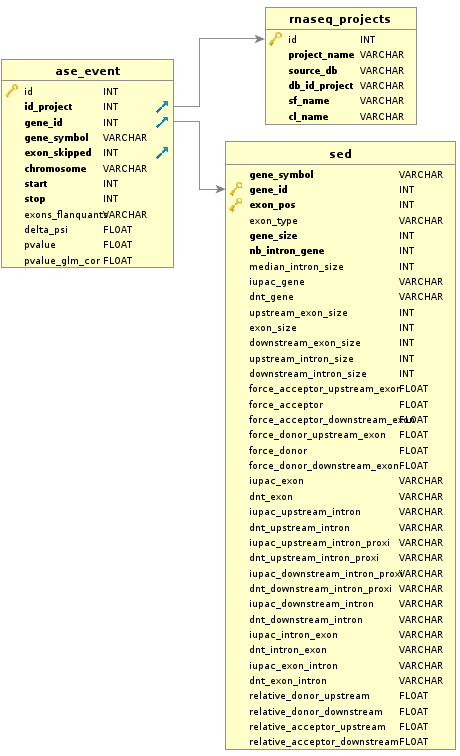 rnaseq_projects
id INT
project_name VARCHAR
source_db VARCHAR
db_id_project VARCHAR
sf_name VARCHAR
cl_name VARCHAR
ase_event
id INT
id_project INT
gene_id INT
gene_symbol VARCHAR
exon_skipped INT
chromosome VARCHAR
start INT
stop INT
exons_flanquants VARCHAR
delta_psi FLOAT
pvalue FLOAT
pvalue_glm_cor FLOAT
sed
gene_symbol VARCHAR
gene_id INT
exon_pos INT
exon_type VARCHAR
gene_size INT
nb_intron_gene INT
median_intron_size INT
iupac_gene VARCHAR
dnt_gene VARCHAR
upstream_exon_size INT
exon_size INT
downstream_exon_size INT
upstream_intron_size INT
downstream_intron_size INT
force_acceptor_upstream_exon FLOAT
force_acceptor FLOAT
force_acceptor_downstream_exon FLOAT
force_donor_upstream_exon FLOAT
force_donor FLOAT
force_donor_downstream_exon FLOAT
iupac_exon VARCHAR
dnt_exon VARCHAR
iupac_upstream_intron VARCHAR
dnt_upstream_intron VARCHAR
iupac_upstream_intron_proxi VARCHAR
dnt_upstream_intron_proxi VARCHAR
iupac_downstream_intron_proxi VARCHAR
dnt_downstream_intron_proxi VARCHAR
iupac_downstream_intron VARCHAR
dnt_downstream_intron VARCHAR
iupac_intron_exon VARCHAR
dnt_intron_exon VARCHAR
iupac_exon_intron VARCHAR
dnt_exon_intron VARCHAR
relative_donor_upstream FLOAT
relative_donor_downstream FLOAT
relative_acceptor_upstream FLOAT
relative_acceptor_downstream FLOAT